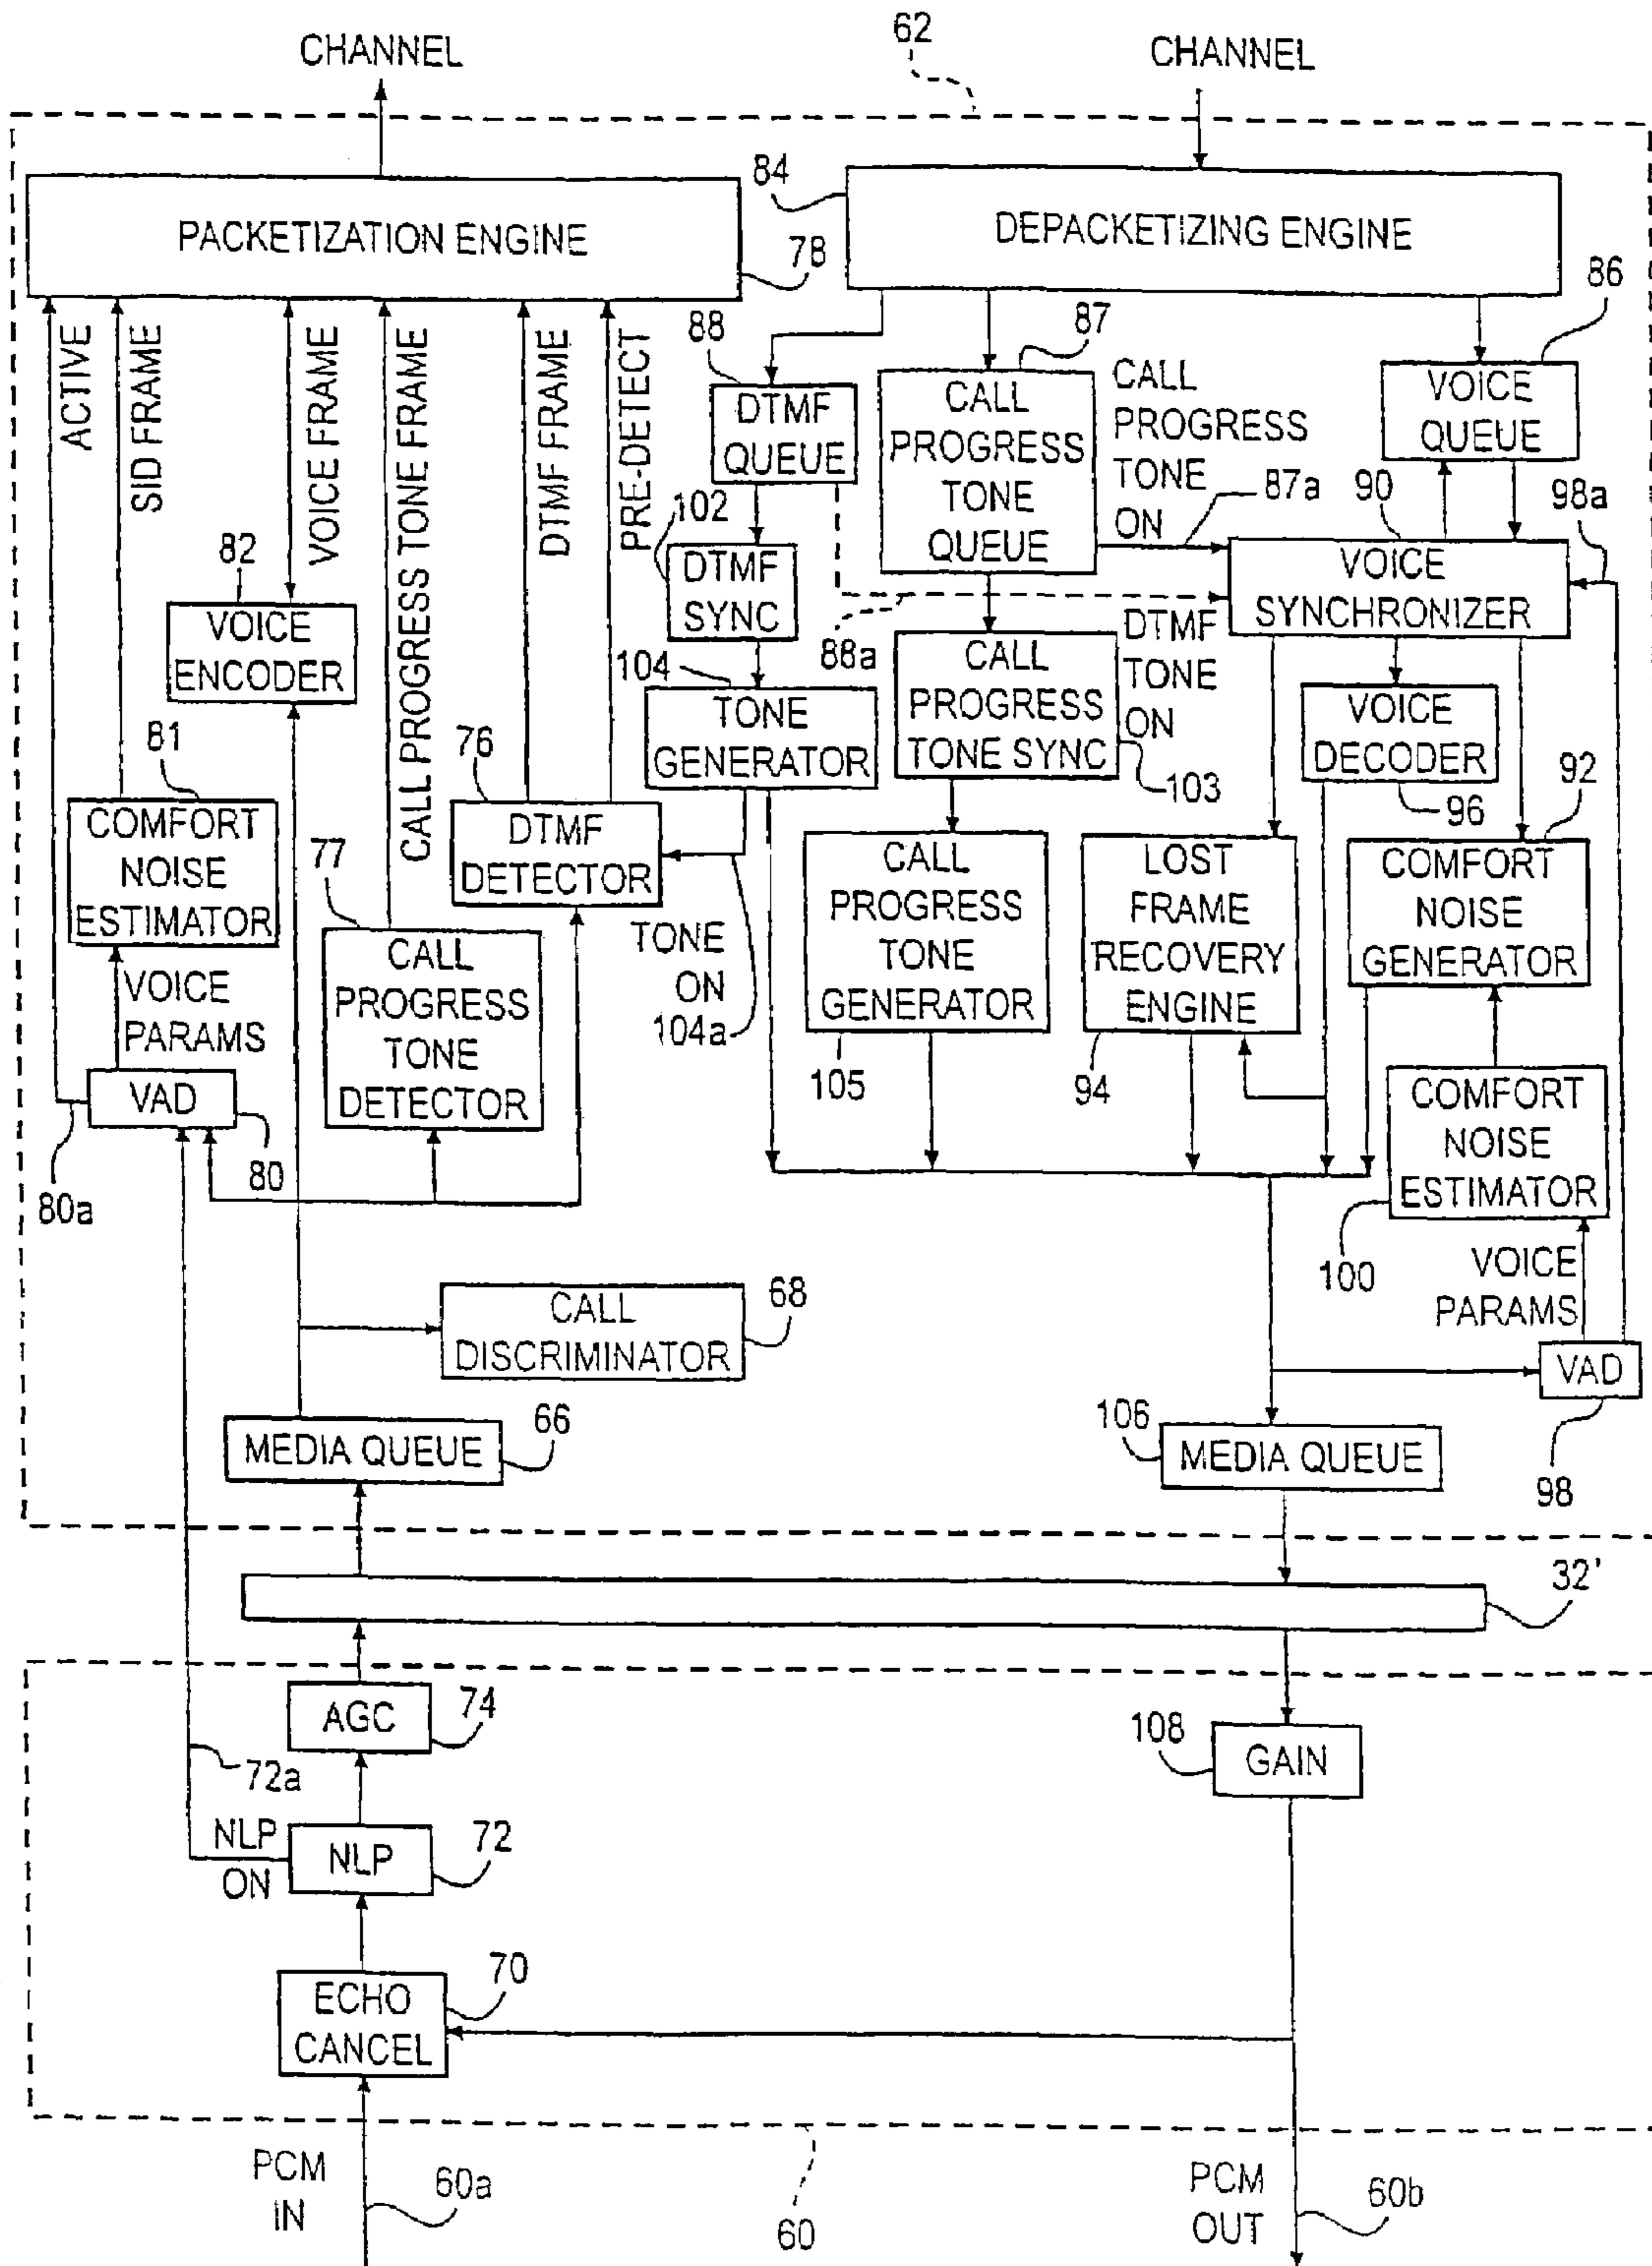 62
CHANNEL
CHANNEL
84
PACKETIZATION ENGINE
78
DEPACKETIZING ENGINE
86
ACTIVE
SID FRAME
VOICE FRAME
CALL PROGRESS TONE FRAME
DTMF FRAME
PRE-DETECT
88
DTMF
QUEUE
87
CALL
PROGRESS
TONE
QUEUE
CALL
PROGRESS
TONE
ON
87a
VOICE
QUEUE
90
98a
102
DTMF
SYNC
VOICE
SYNCHRONIZER
82
VOICE
ENCODER
88a
DTMF
TONE
ON
104
TONE
GENERATOR
CALL
PROGRESS
TONE SYNC
103
VOICE
DECODER
96
92
81
COMFORT
NOISE
ESTIMATOR
76
DTMF
DETECTOR
77
CALL
PROGRESS
TONE
DETECTOR
TONE
ON
104a
CALL
PROGRESS
TONE
GENERATOR
105
LOST
FRAME
RECOVERY
ENGINE
94
COMFORT
NOISE
GENERATOR
VOICE
PARAMS
VAD
80
80a
COMFORT
NOISE
ESTIMATOR
100
VOICE
PARAMS
CALL
DISCRIMINATOR
68
VAD
98
MEDIA QUEUE
66
106
MEDIA QUEUE
32'
AGC
74
108
GAIN
72a
NLP
ON
NLP
72
ECHO
CANCEL
70
PCM
IN
60a
60
PCM
OUT
60b